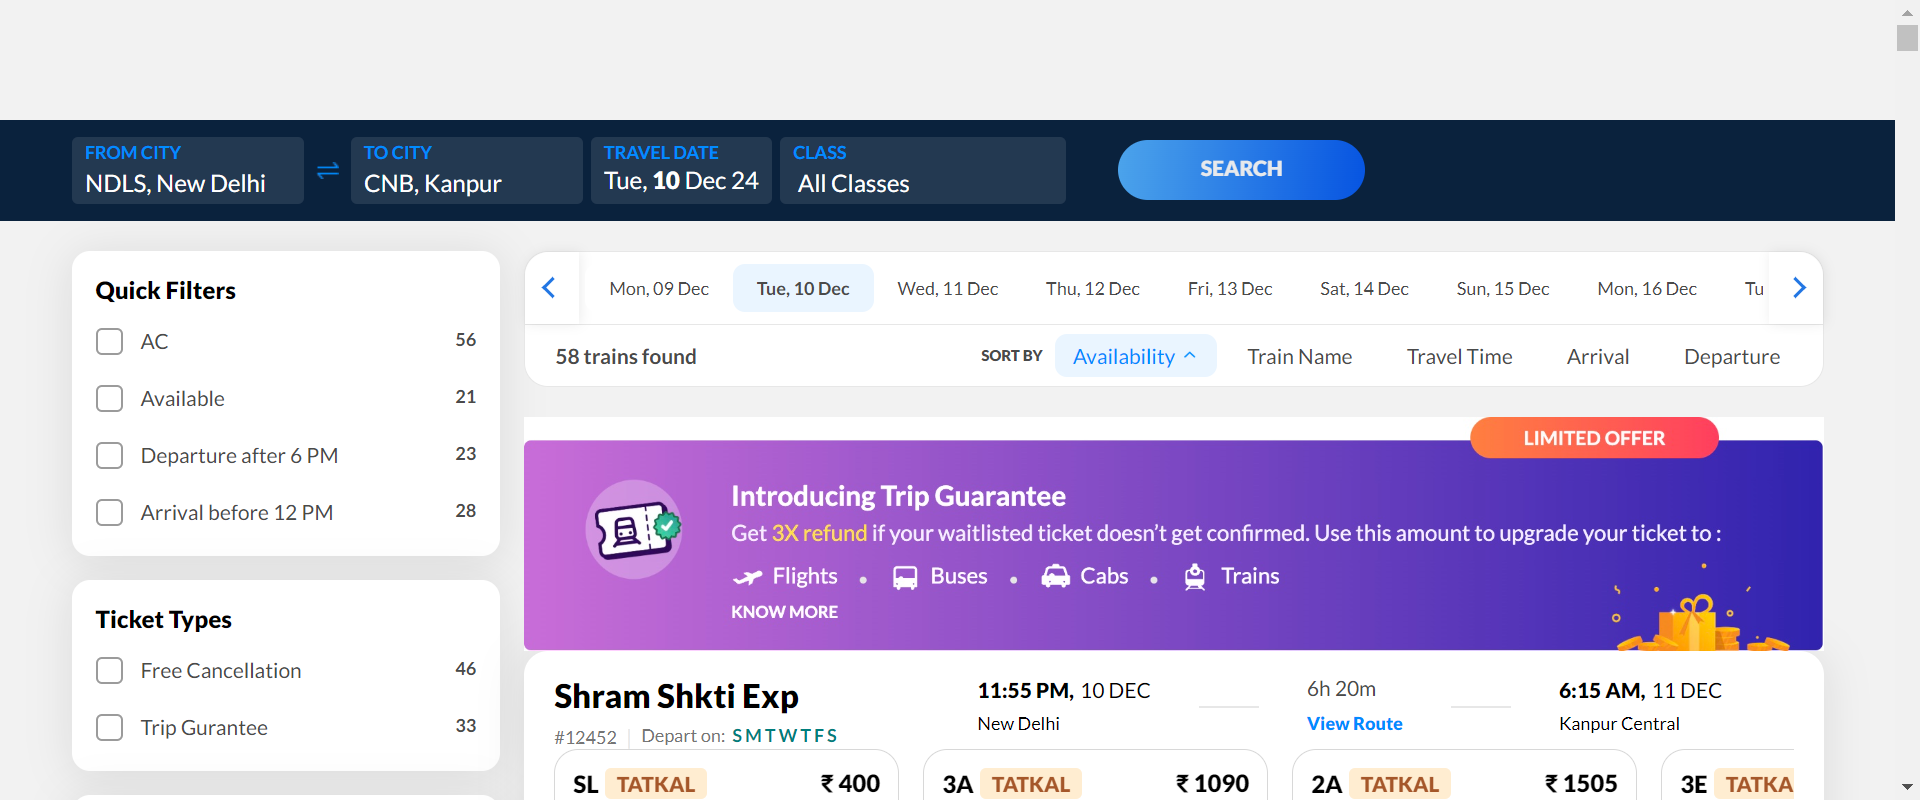 FROM CITY
NDLS, New Delhi
TO CITY
CNB, Kanpur
TRAVEL DATE
Tue, 10 Dec 24
CLASS
All Classes
SEARCH
Quick Filters
AC 56
Available 21
Departure after 6 PM 23
Arrival before 12 PM 28
Ticket Types
Free Cancellation 46
Trip Gurantee 33
Mon, 09 Dec Tue, 10 Dec Wed, 11 Dec Thu, 12 Dec Fri, 13 Dec Sat, 14 Dec Sun, 15 Dec Mon, 16 Dec Tu
58 trains found SORT BY Availability Train Name Travel Time Arrival Departure
LIMITED OFFER
Introducing Trip Guarantee
Get 3X refund if your waitlisted ticket doesn’t get confirmed. Use this amount to upgrade your ticket to :
Flights • Buses • Cabs • Trains
KNOW MORE
Shram Shkti Exp
#12452 | Depart on: S M T W T F S
11:55 PM, 10 DEC
New Delhi
6h 20m
View Route
6:15 AM, 11 DEC
Kanpur Central
SL TATKAL ₹ 400
3A TATKAL ₹ 1090
2A TATKAL ₹ 1505
3E TATKA